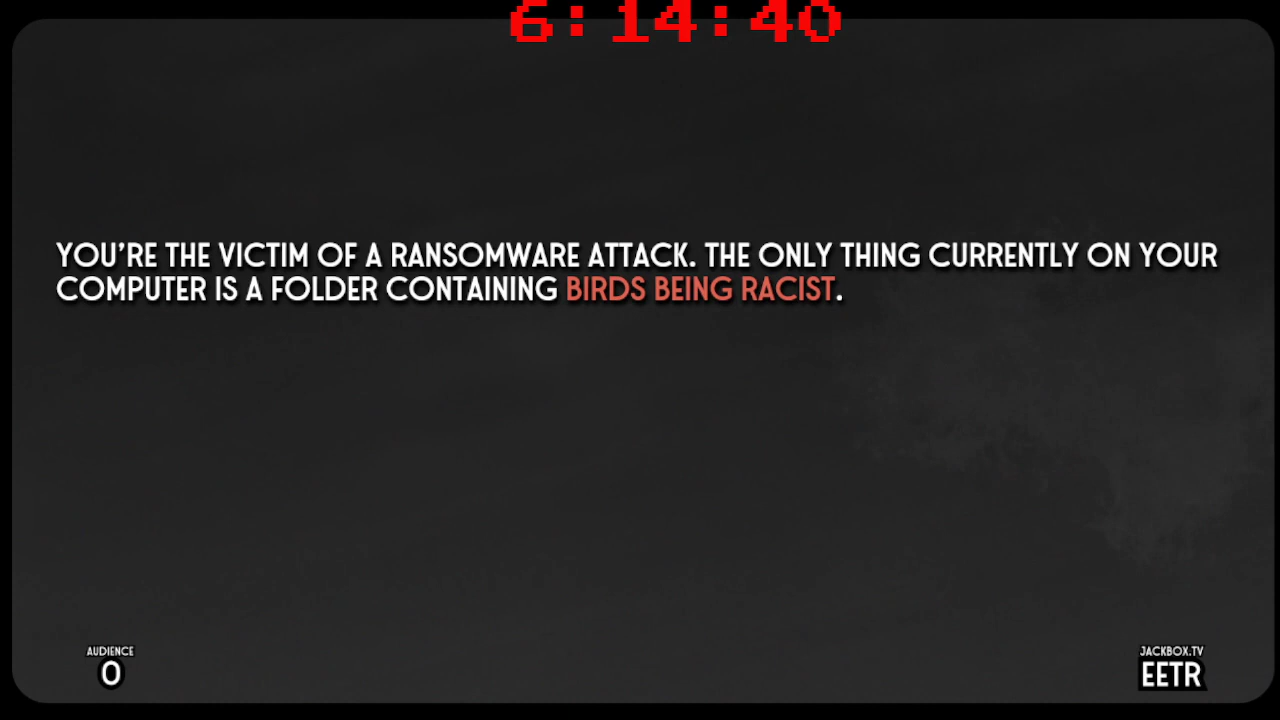 6:14:40
YOU'RE THE VICTIM OF A RANSOMWARE ATTACK. THE ONLY THING CURRENTLY ON YOUR
COMPUTER IS A FOLDER CONTAINING BIRDS BEING RACIST.
AUDIENCE
0
JACKBOX.TV
EETR